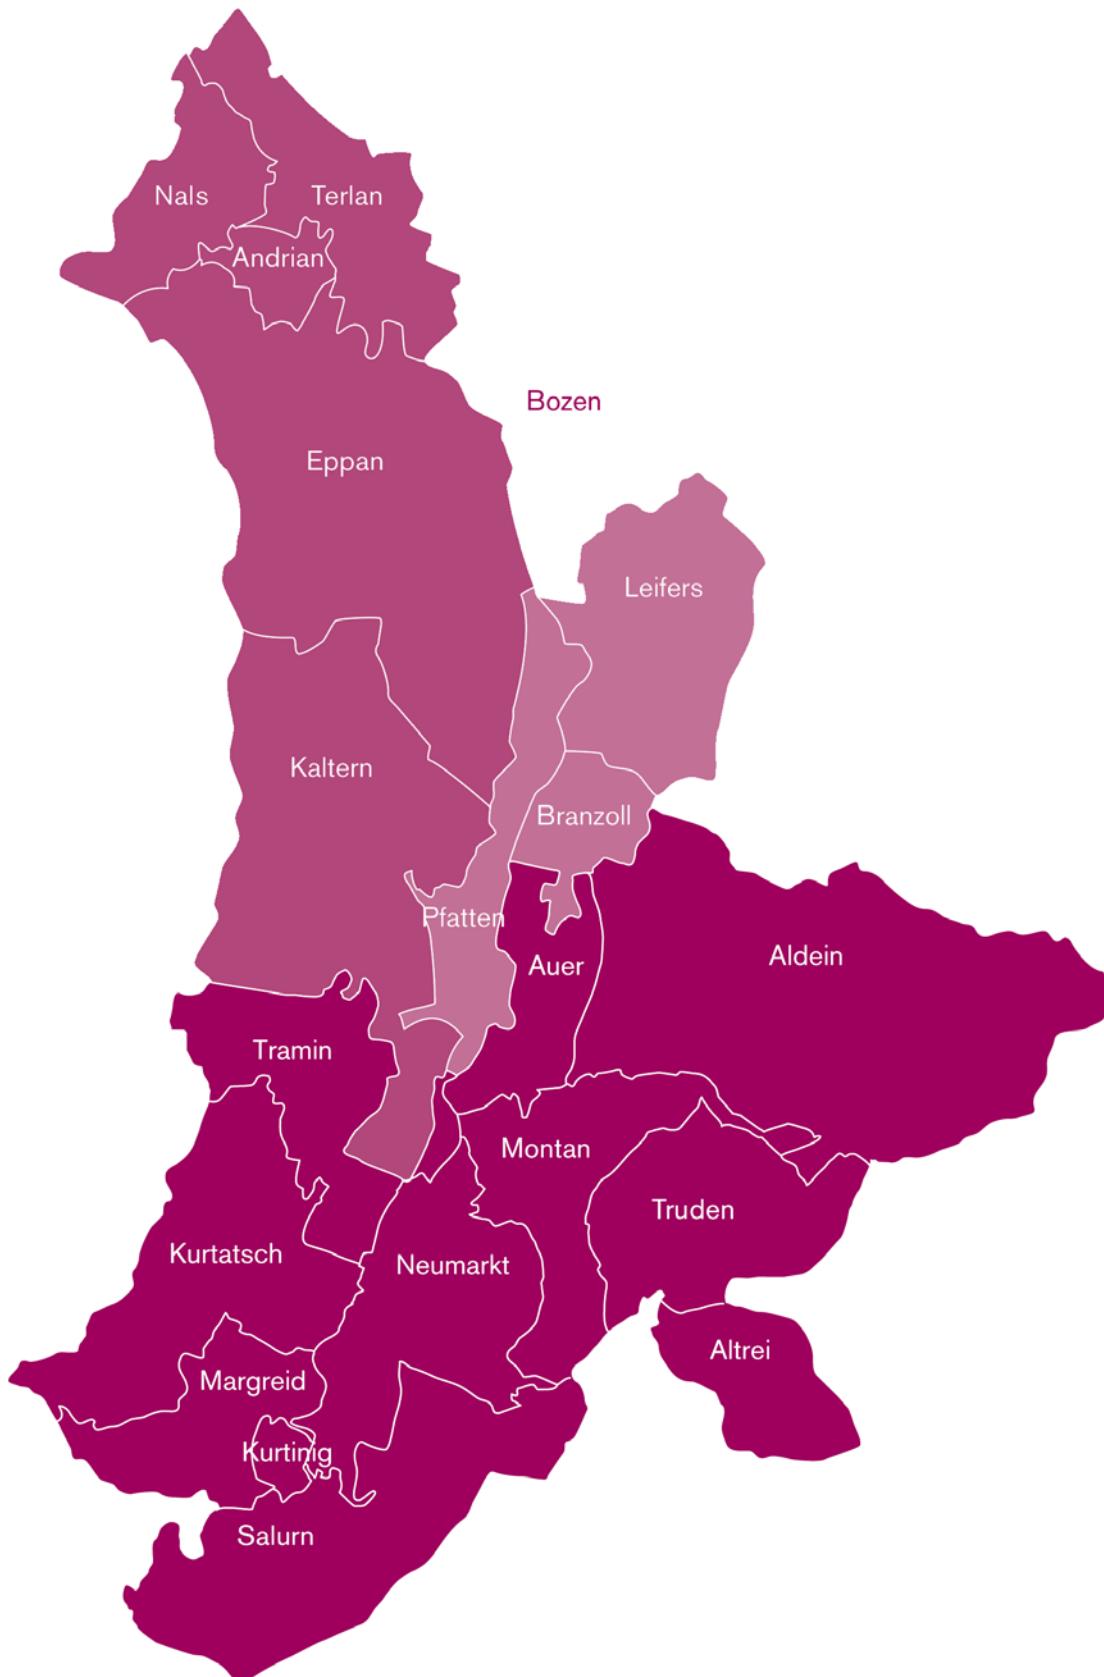 Nals
Terlan
Andrian
Bozen
Eppan
Leifers
Kaltern
Branzoll
Pfatten
Auer
Aldein
Tramin
Montan
Truden
Kurtatsch
Neumarkt
Altrei
Margreid
Kurtinig
Salurn